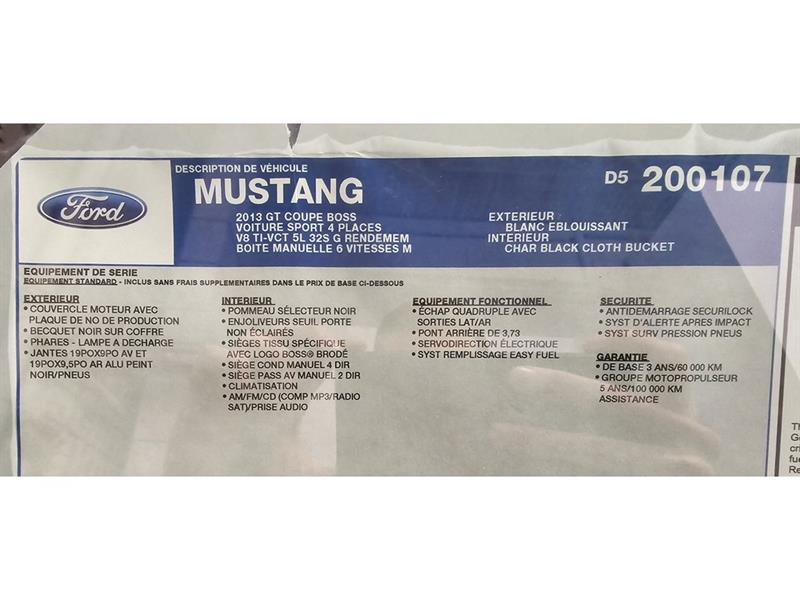 Ford
DESCRIPTION DE VÉHICULE
MUSTANG
D5 200107
2013 GT COUPE BOSS
VOITURE SPORT 4 PLACES
V8 TI-VCT 5L 32S G RENDEMEM
BOITE MANUELLE 6 VITESSES M
EXTERIEUR
BLANC EBLOUISSANT
INTERIEUR
CHAR BLACK CLOTH BUCKET
EQUIPEMENT DE SERIE
EQUIPEMENT STANDARD - INCLUS SANS FRAIS SUPPLEMENTAIRES DANS LE PRIX DE BASE CI-DESSOUS
EXTERIEUR
• COUVERCLE MOTEUR AVEC
PLAQUE DE NO DE PRODUCTION
• BECQUET NOIR SUR COFFRE
• PHARES - LAMPE A DECHARGE
• JANTES 19POX9PO AV ET
19POX9,5PO AR ALU PEINT
NOIR/PNEUS
INTERIEUR
• POMMEAU SÉLECTEUR NOIR
• ENJOLIVEURS SEUIL PORTE
NON ÉCLAIRÉS
• SIÈGES TISSU SPÉCIFIQUE
AVEC LOGO BOSS® BRODÉ
• SIÈGE COND MANUEL 4 DIR
• SIÈGE PASS AV MANUEL 2 DIR
• CLIMATISATION
• AM/FM/CD (COMP MP3/RADIO
SAT)/PRISE AUDIO
EQUIPEMENT FONCTIONNEL
• ÉCHAP QUADRUPLE AVEC
SORTIES LAT/AR
• PONT ARRIÈRE DE 3,73
• SERVODIRECTION ÉLECTRIQUE
• SYST REMPLISSAGE EASY FUEL
SECURITE
• ANTIDEMARRAGE SECURILOCK
• SYST D'ALERTE APRES IMPACT
• SYST SURV PRESSION PNEUS
GARANTIE
• DE BASE 3 ANS/60 000 KM
• GROUPE MOTOPROPULSEUR
5 ANS/100 000 KM
ASSISTANCE